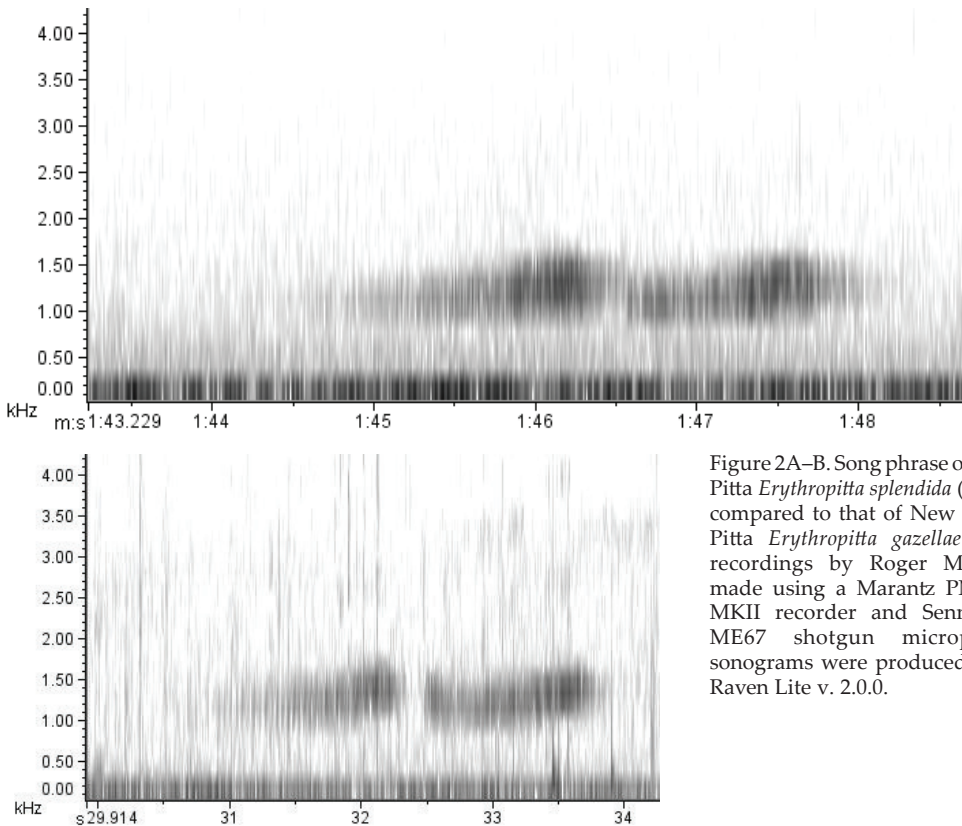 4.00
3.50
3.00
2.50
2.00
1.50
1.00
0.50
0.00
kHz
m:s 1:43.229 1:44 1:45 1:46 1:47 1:48
4.00
3.50
3.00
2.00
1.50
1.00
0.50
0.00
kHz
s 29.914 31 32 33 34
Figure 2A–B. Song phrase o
Pitta Erythropitta splendida (
compared to that of New
Pitta Erythropitta gazellae
recordings by Roger M
made using a Marantz P
MKII recorder and Senn
ME67 shotgun microp
sonograms were produced
Raven Lite v. 2.0.0.